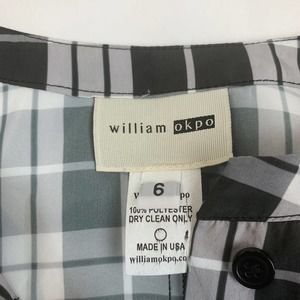 william okpo
6
100% POLYESTER
DRY CLEAN ONLY
MADE IN USA
williamokpo.co